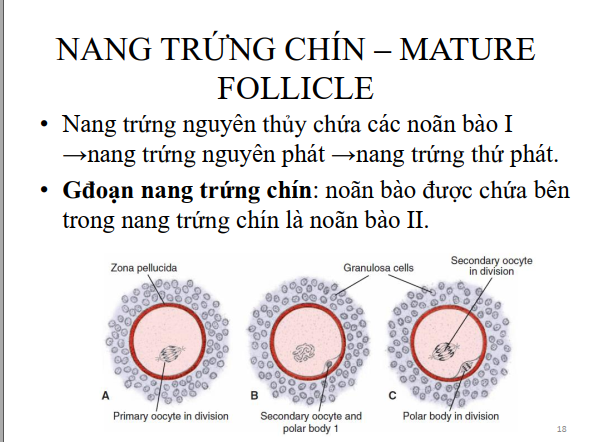 NANG TRỨNG CHÍN – MATURE
FOLLICLE
• Nang trứng nguyên thủy chứa các noãn bào I
→nang trứng nguyên phát →nang trứng thứ phát.
• Gđoạn nang trứng chín: noãn bào được chứa bên
trong nang trứng chín là noãn bào II.
Zona pellucida
Granulosa cells
Secondary oocyte
in division
A
B
C
Primary oocyte in division
Secondary oocyte and
polar body 1
Polar body in division
18